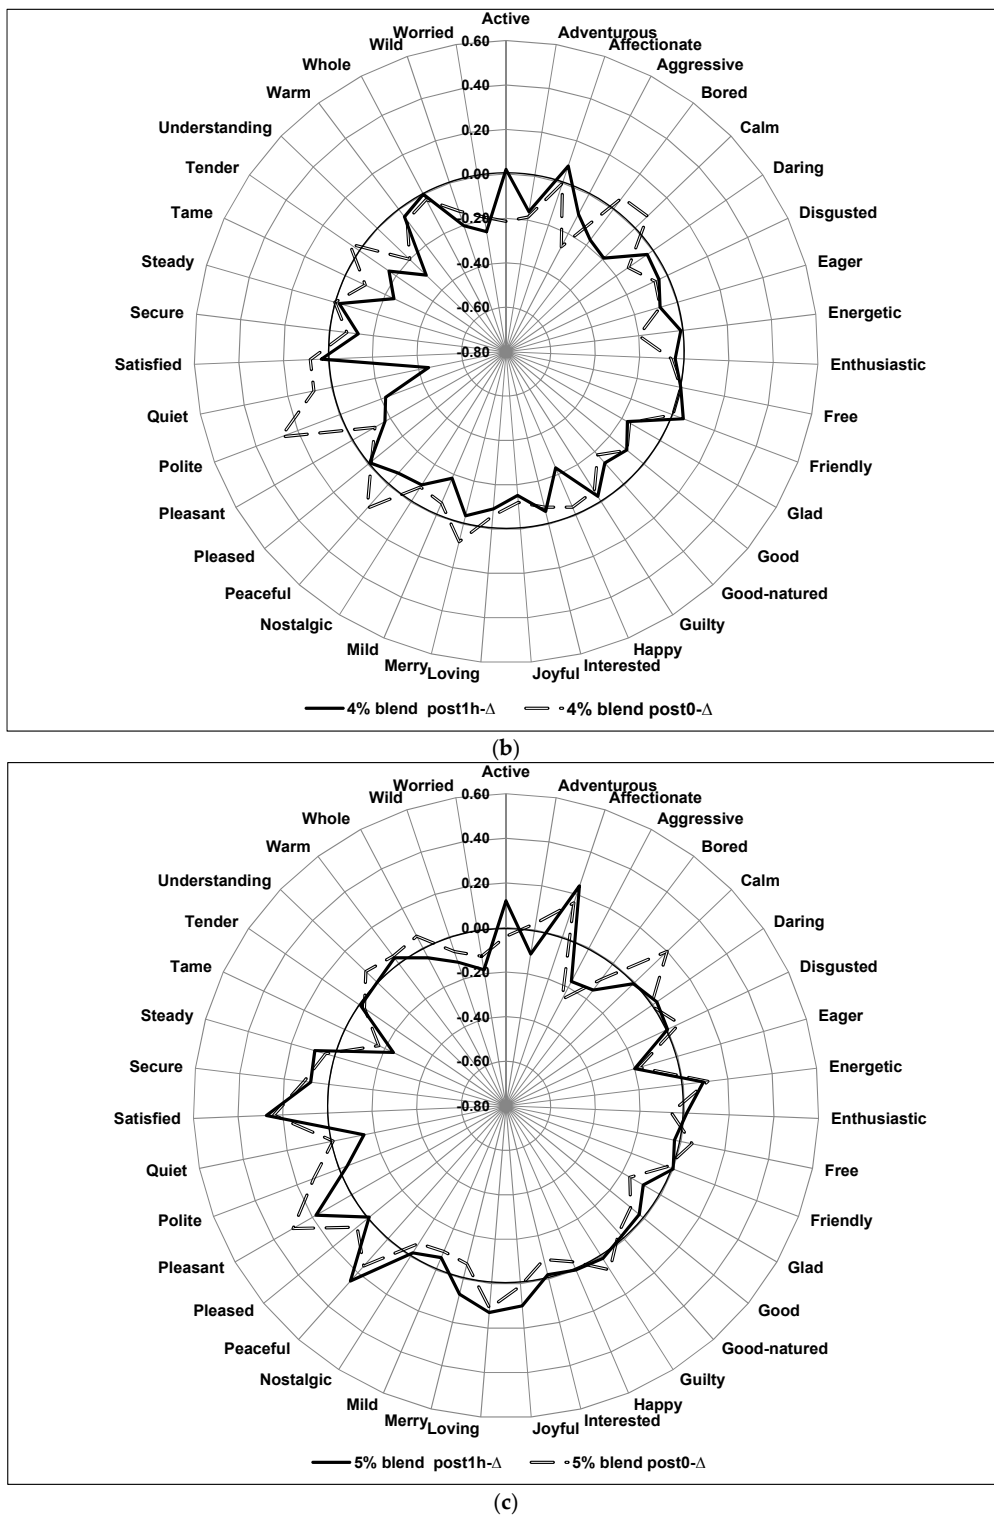 Active
Worried
Adventurous
0.60
Wild
Affectionate
Whole
Aggressive
0.40
Warm
Bored
Understanding
0.20
Calm
Tender
0.00
Daring
Tame
-0.20
Disgusted
Steady
-0.40
Eager
Secure
-0.60
Energetic
Satisfied
-0.80
Enthusiastic
Quiet
Free
Polite
Friendly
Pleasant
Glad
Pleased
Good
Peaceful
Good-natured
Nostalgic
Guilty
Mild
Happy
Merry
Interested
Loving
Joyful
4% blend post1h-Δ
4% blend post0-Δ
(b)
Active
Worried
Adventurous
0.60
Wild
Affectionate
Whole
Aggressive
0.40
Warm
Bored
Understanding
0.20
Calm
Tender
0.00
Daring
Tame
-0.20
Disgusted
Steady
-0.40
Eager
Secure
-0.60
Energetic
Satisfied
-0.80
Enthusiastic
Quiet
Free
Polite
Friendly
Pleasant
Glad
Pleased
Good
Peaceful
Good-natured
Nostalgic
Guilty
Mild
Happy
Merry
Interested
Loving
Joyful
5% blend post1h-Δ
5% blend post0-Δ
(c)